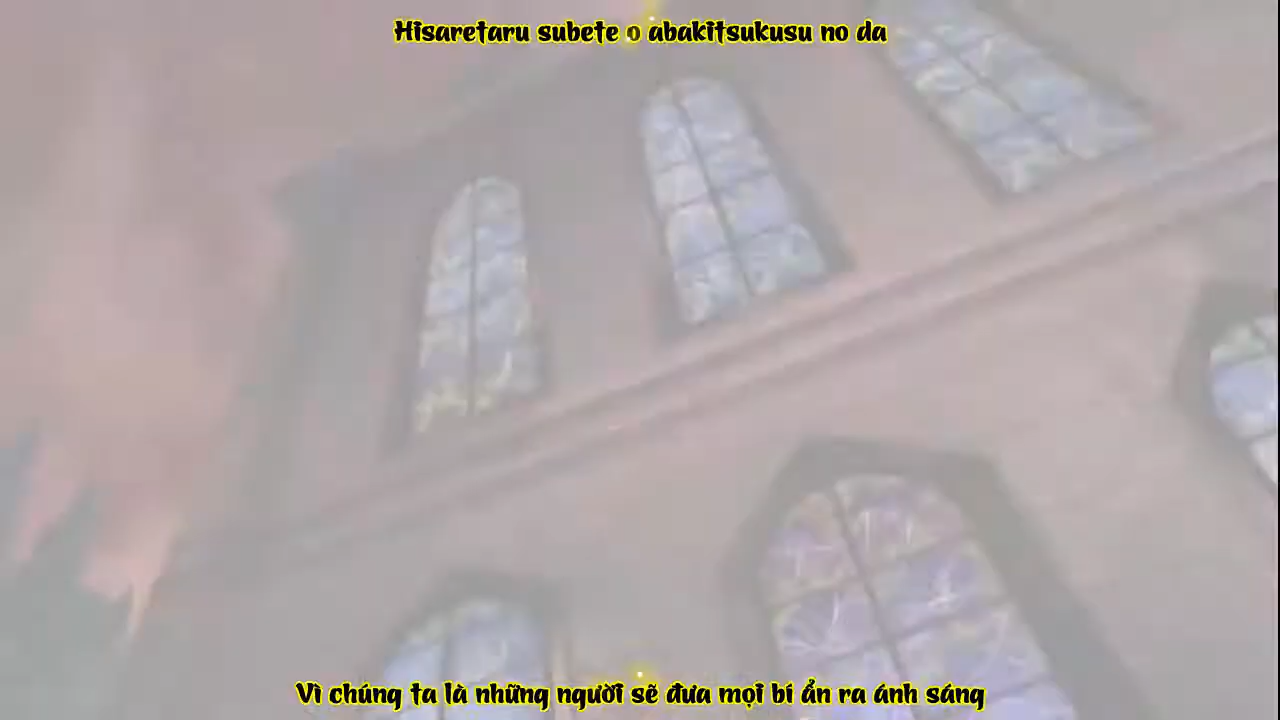 Hisaretaru subete o abakitsukusu no da
Vì chúng ta là những người sẽ đưa mọi bí ẩn ra ánh sáng